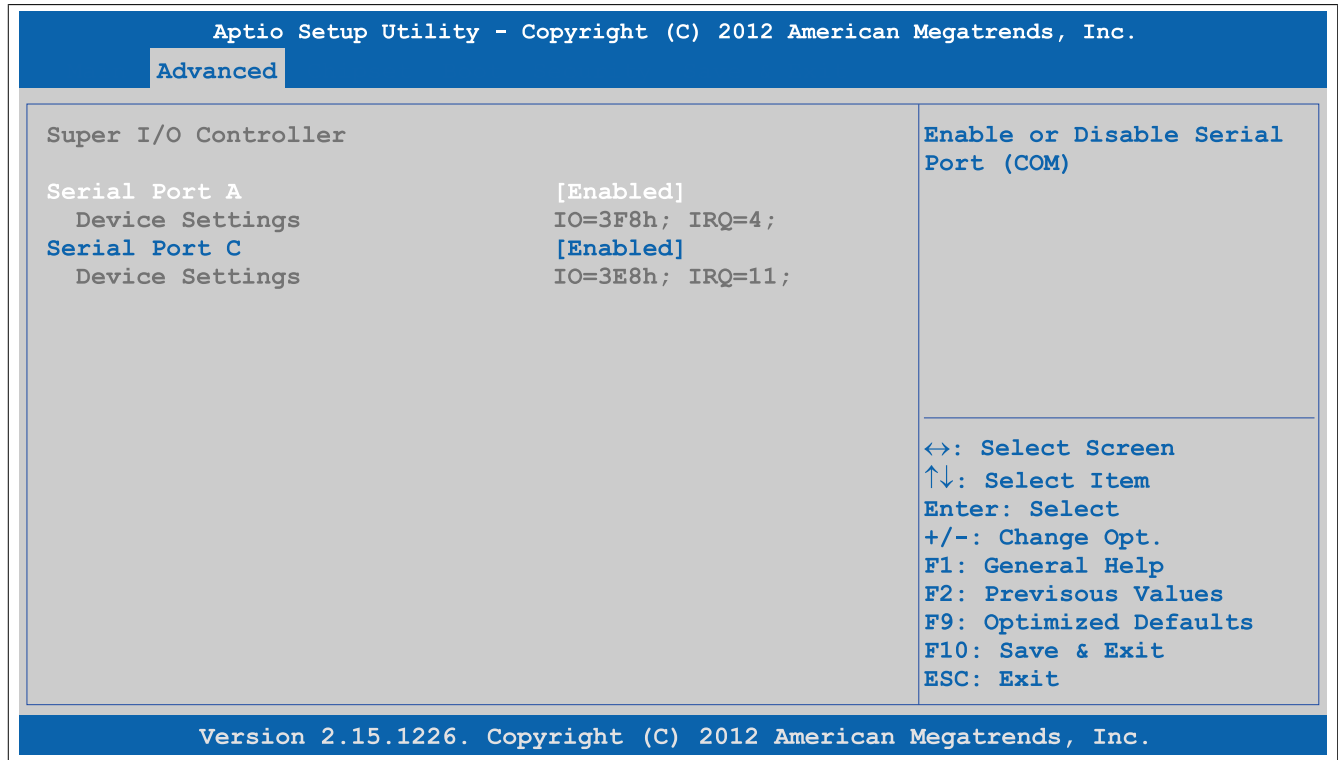 Aptio Setup Utility - Copyright (C) 2012 American Megatrends, Inc.
Advanced
Super I/O Controller
Serial Port A [Enabled]
Device Settings IO=3F8h; IRQ=4;
Serial Port C [Enabled]
Device Settings IO=3E8h; IRQ=11;
Enable or Disable Serial
Port (COM)
↔: Select Screen
↑↓: Select Item
Enter: Select
+/-: Change Opt.
F1: General Help
F2: Previsous Values
F9: Optimized Defaults
F10: Save & Exit
ESC: Exit
Version 2.15.1226. Copyright (C) 2012 American Megatrends, Inc.